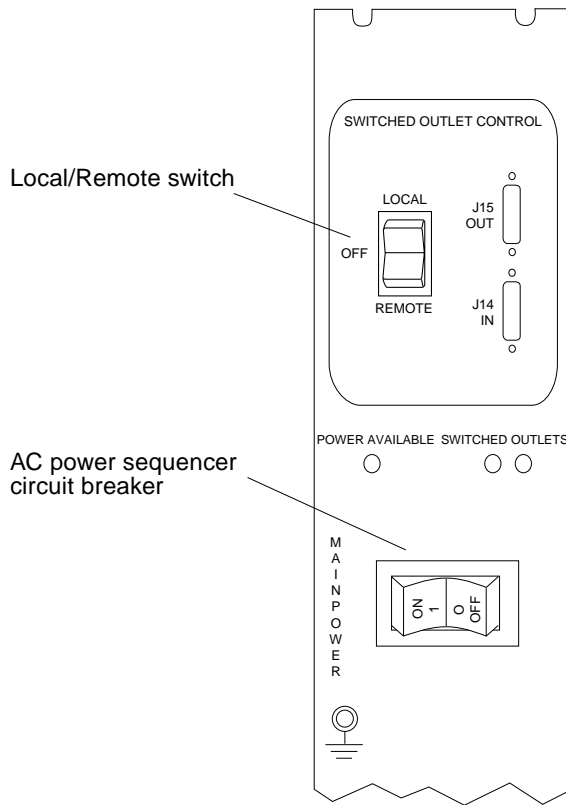 SWITCHED OUTLET CONTROL
Local/Remote switch
LOCAL
J15
OUT
OFF
REMOTE
J14
IN
POWER AVAILABLE
SWITCHED OUTLETS
AC power sequencer
circuit breaker
MAINPOWER
ON
1
O
OFF